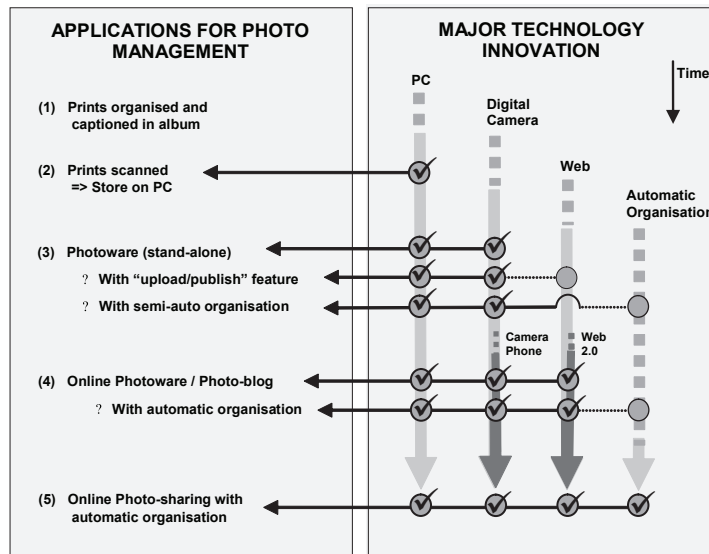 APPLICATIONS FOR PHOTO
MANAGEMENT
(1) Prints organised and
captioned in album
(2) Prints scanned
=> Store on PC
(3) Photoware (stand-alone)
? With “upload/publish” feature
? With semi-auto organisation
(4) Online Photoware / Photo-blog
? With automatic organisation
(5) Online Photo-sharing with
automatic organisation
MAJOR TECHNOLOGY
INNOVATION
Time
PC
Digital
Camera
Web
Automatic
Organisation
Camera
Phone
Web
2.0